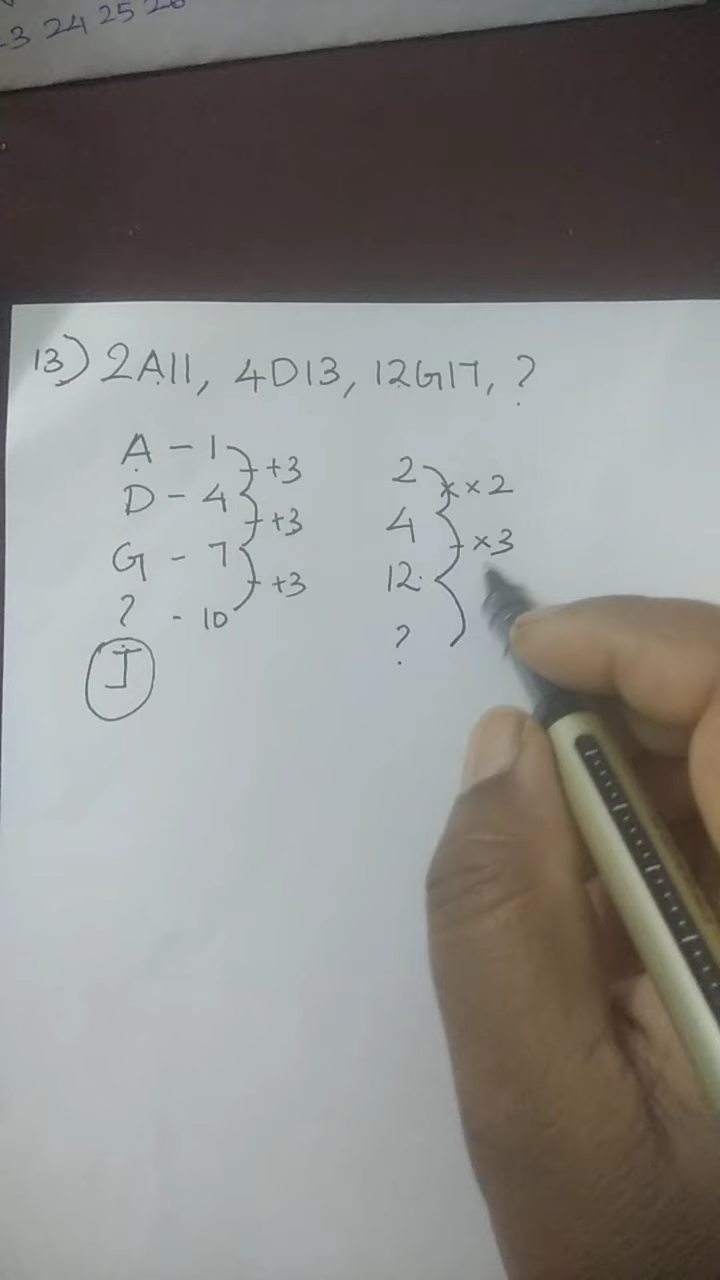 3 24 25 26
13) 2A11, 4D13, 12G17, ?
A - 1
+3
D - 4
+3
G - 7
+3
? - 10
J
2
× 2
4
× 3
12
?